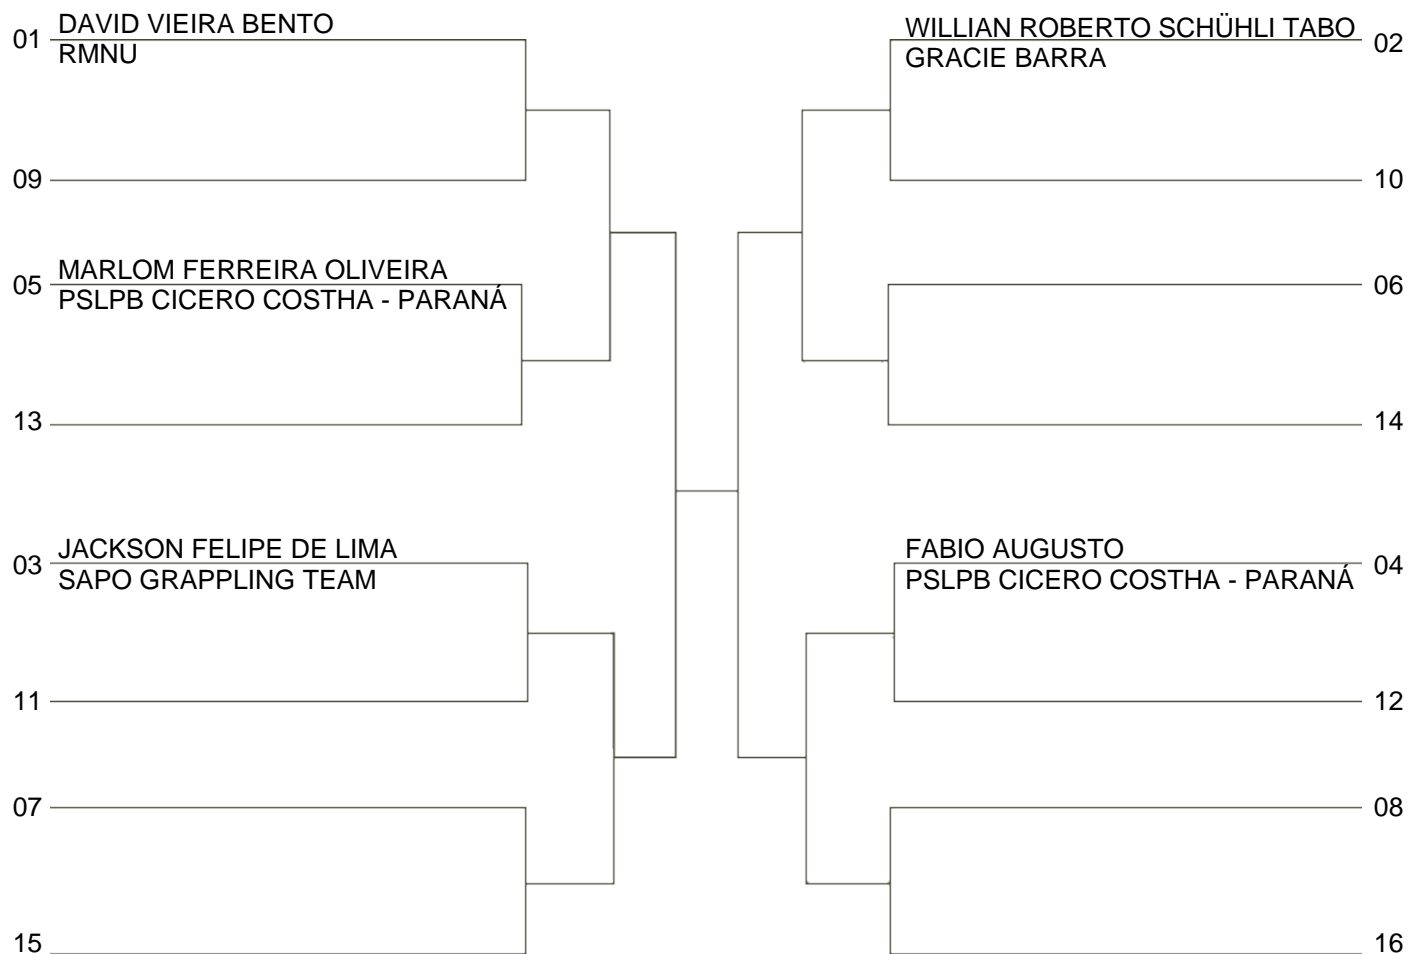 01 DAVID VIEIRA BENTO
RMNU
09
05 MARLOM FERREIRA OLIVEIRA
PSLPB CICERO COSTHA - PARANÁ
13
03 JACKSON FELIPE DE LIMA
SAPO GRAPPLING TEAM
11
07
15
WILLIAN ROBERTO SCHÜHLI TABO 02
GRACIE BARRA
10
06
14
FABIO AUGUSTO 04
PSLPB CICERO COSTHA - PARANÁ
12
08
16